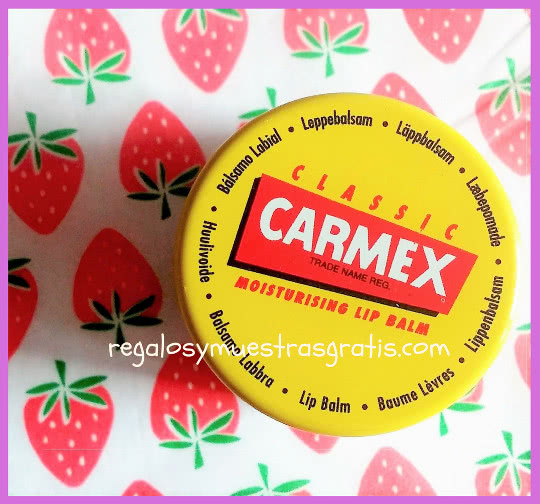 CLASSIC
CARMEX
TRADE NAME REG.
MOISTURISING LIP BALM
Bálsamo Labial • Leppebalsam • Läppbalsam • Læbepomade • Lippenbalsam • Baume Lèvres • Lip Balm • Balsamo Labbra • Huulivoide •
regalosymuestrasgratis.com